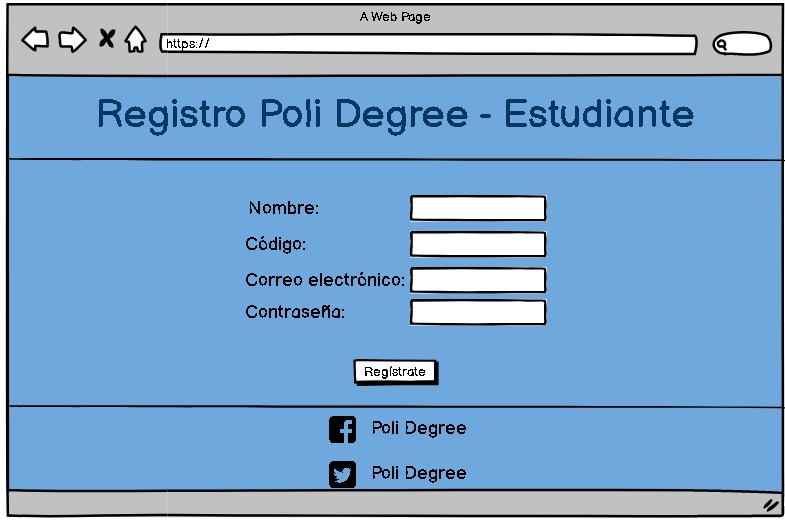 A Web Page
https://
Registro Poli Degree - Estudiante
Nombre:
Código:
Correo electrónico:
Contraseña:
Regístrate
Poli Degree
Poli Degree